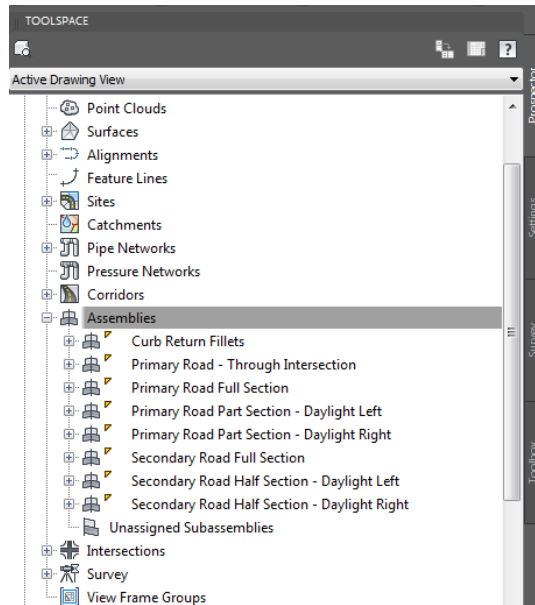 TOOLSPACE
?
Active Drawing View
Point Clouds
Surfaces
Alignments
Feature Lines
Sites
Catchments
Pipe Networks
Pressure Networks
Corridors
Assemblies
Curb Return Fillets
Primary Road - Through Intersection
Primary Road Full Section
Primary Road Part Section - Daylight Left
Primary Road Part Section - Daylight Right
Secondary Road Full Section
Secondary Road Half Section - Daylight Left
Secondary Road Half Section - Daylight Right
Unassigned Subassemblies
Intersections
Survey
View Frame Groups
Prospector
Settings
Survey
Toolbox